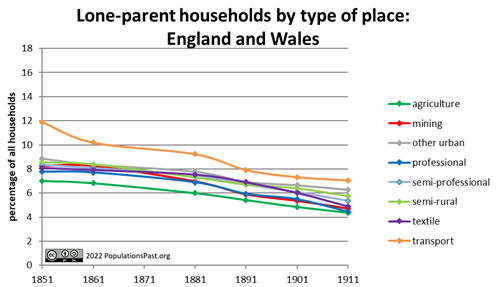 Lone-parent households by type of place:
England and Wales
percentage of all households
18
16
14
12
10
8
6
4
2
0
1851
1861
1871
1881
1891
1901
1911
cc
BY
2022 PopulationsPast.org
agriculture
mining
other urban
professional
semi-professional
semi-rural
textile
transport